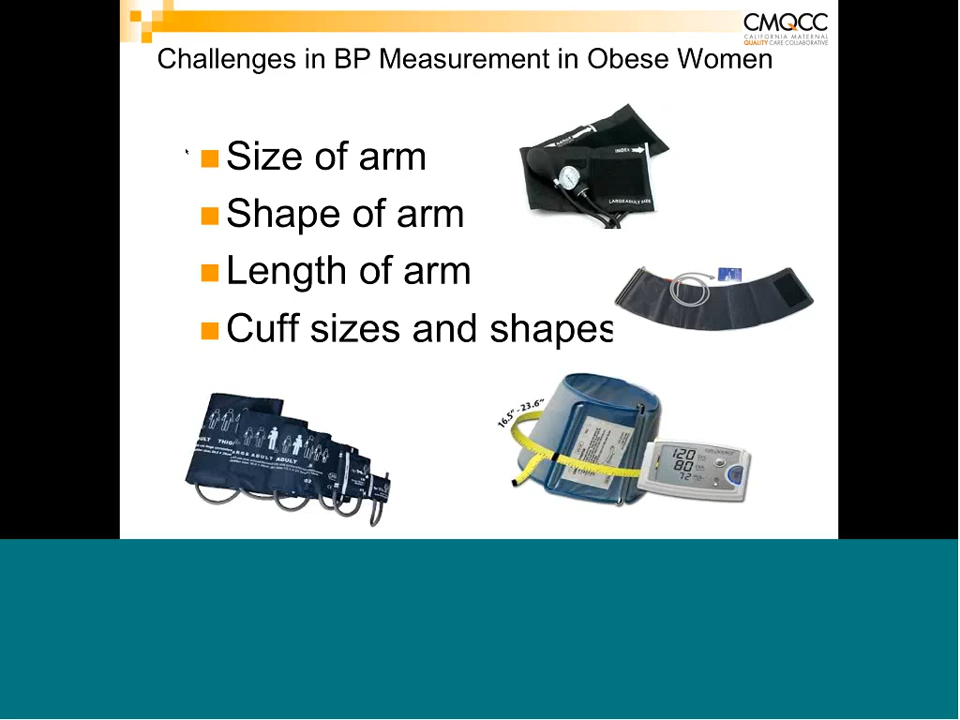 CMQCC
CALIFORNIA MATERNAL
QUALITY CARE COLLABORATIVE
Challenges in BP Measurement in Obese Women
Size of arm
Shape of arm
Length of arm
Cuff sizes and shapes
INDEX
LARGE ADULT SIZE
16.5" - 23.6"
ADULT THIGH
LARGE ADULT ADULT
120
80
72